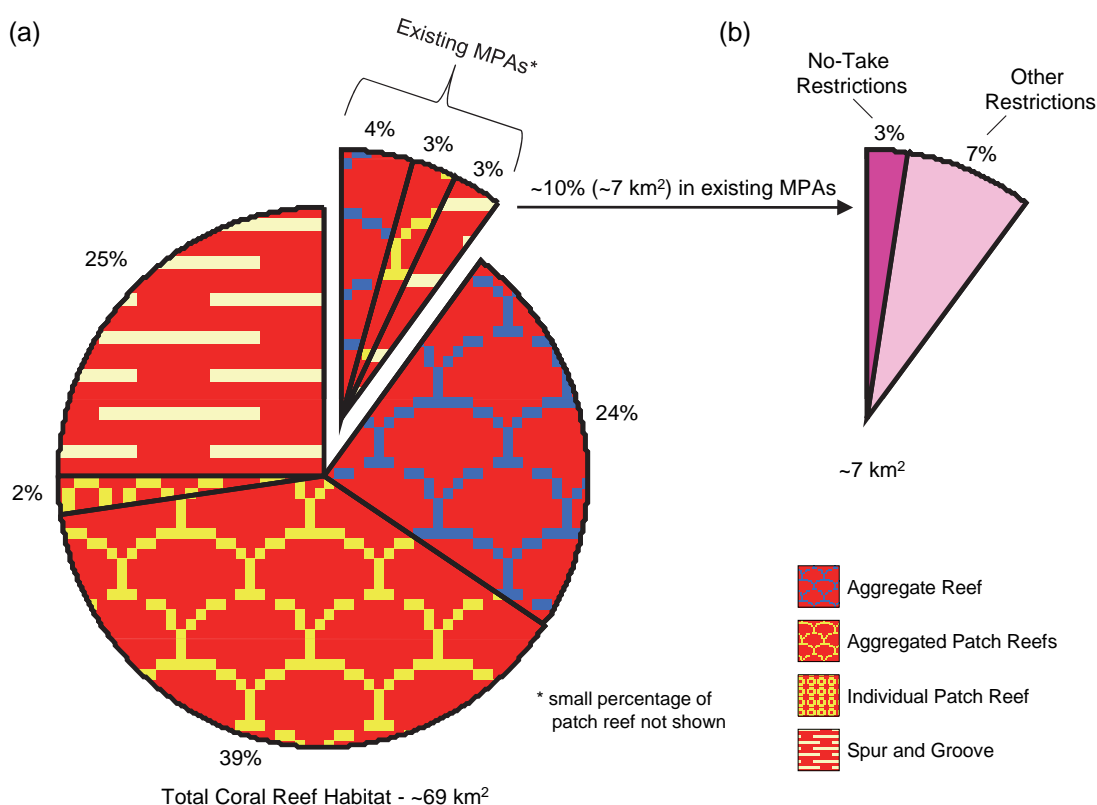 (a)
Existing MPAs*
4%
3%
3%
25%
24%
2%
39%
~10% (~7 km²) in existing MPAs
* small percentage of
patch reef not shown
Total Coral Reef Habitat - ~69 km²
(b)
No-Take
Restrictions
Other
Restrictions
3%
7%
~7 km²
Aggregate Reef
Aggregated Patch Reefs
Individual Patch Reef
Spur and Groove